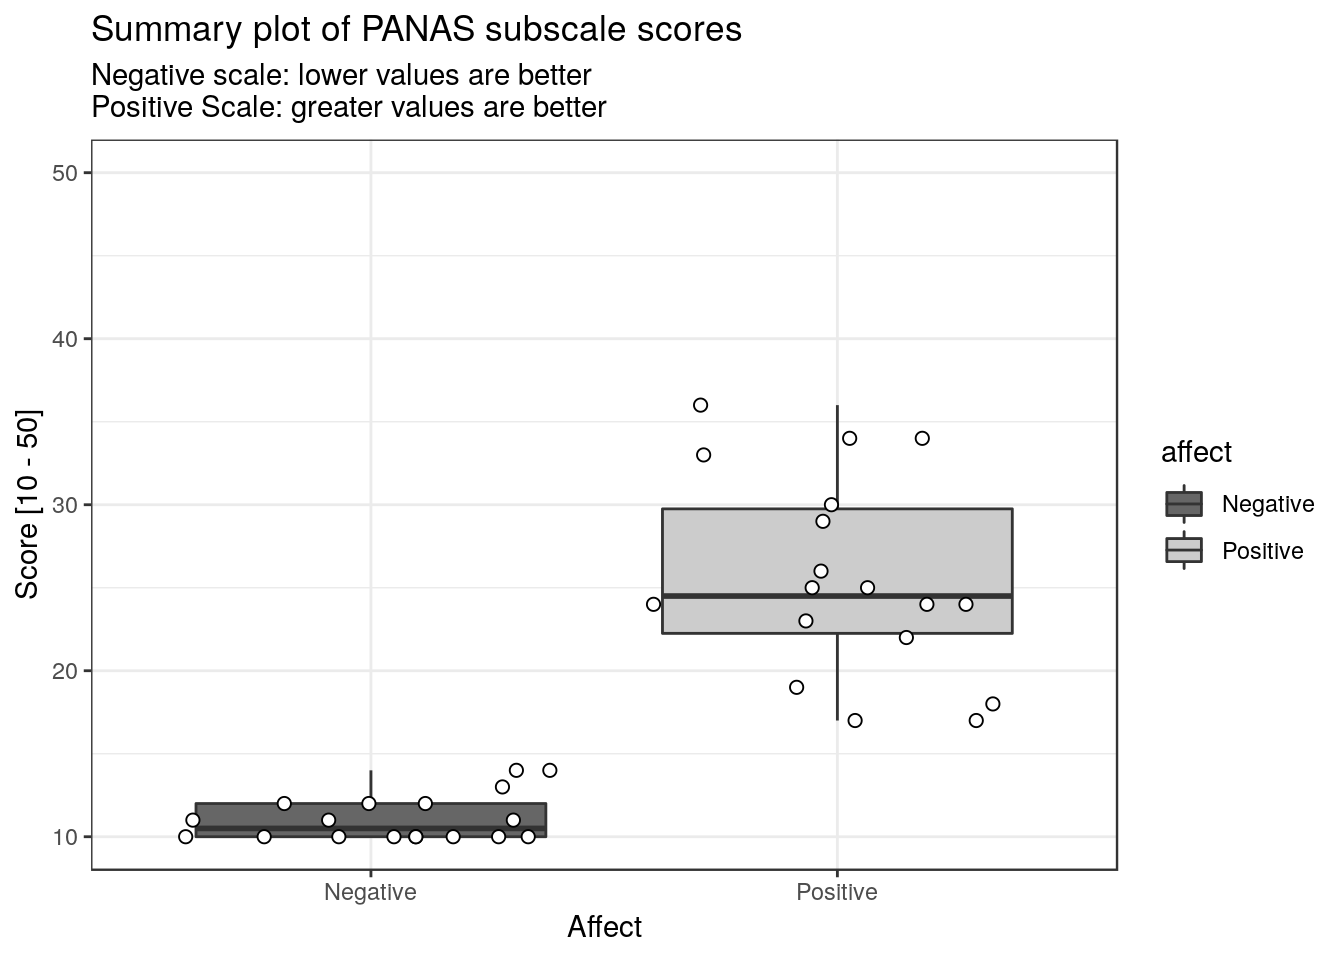 Summary plot of PANAS subscale scores
Negative scale: lower values are better
Positive Scale: greater values are better
50
40
30
20
10
Score [10 - 50]
Negative
Positive
Affect
affect
Negative
Positive